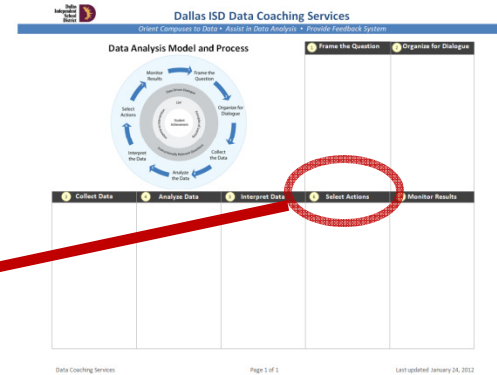 Dallas
Independent
School
District
Dallas ISD Data Coaching Services
Orient Campuses to Data • Assist in Data Analysis • Provide Feedback System
Data Analysis Model and Process
1 Frame the Question
2 Organize for Dialogue
Monitor
Results
Frame the
Question
Select
Actions
Organize for
Dialogue
Student
Achievement
Interpret
the Data
Collect
the Data
Analyze
the Data
3 Collect Data
4 Analyze Data
5 Interpret Data
6 Select Actions
Monitor Results
Data Coaching Services
Page 1 of 1
Last updated January 24, 2012